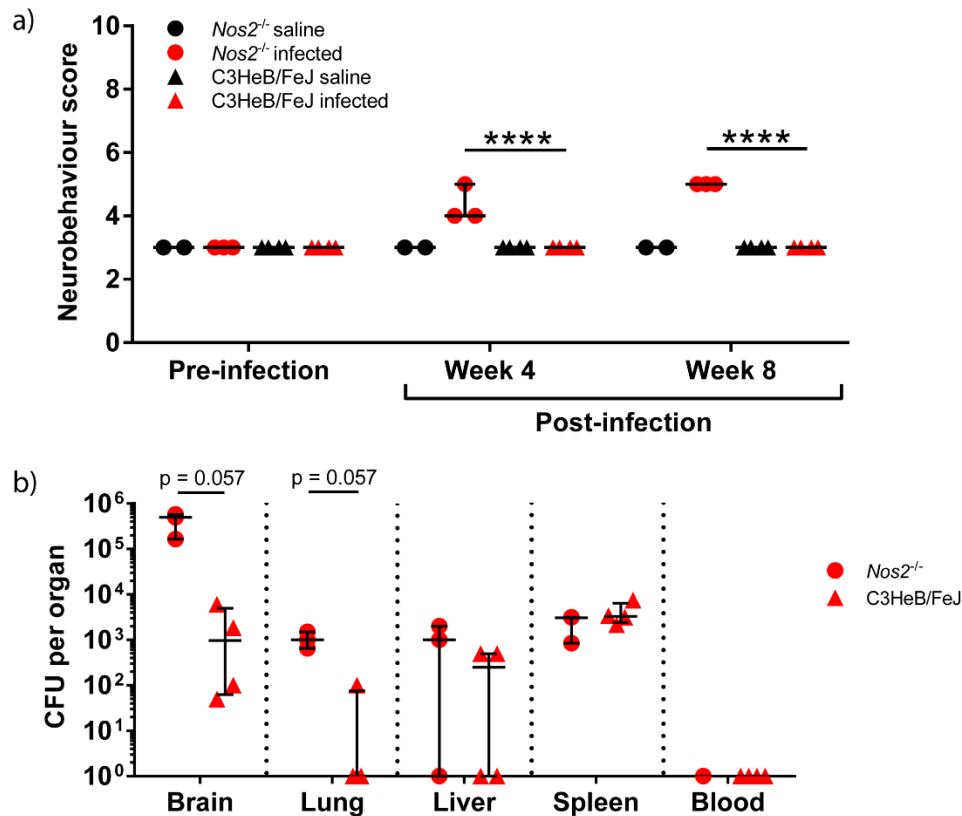 a)
Nos2-/- saline
Nos2-/- infected
C3HeB/FeJ saline
C3HeB/FeJ infected
Neurobehaviour score
10
8
6
4
2
0
****
****
Pre-infection
Week 4
Week 8
Post-infection
b)
p = 0.057
p = 0.057
CFU per organ
10^6
10^5
10^4
10^3
10^2
10^1
10^0
Nos2-/-
C3HeB/FeJ
Brain
Lung
Liver
Spleen
Blood